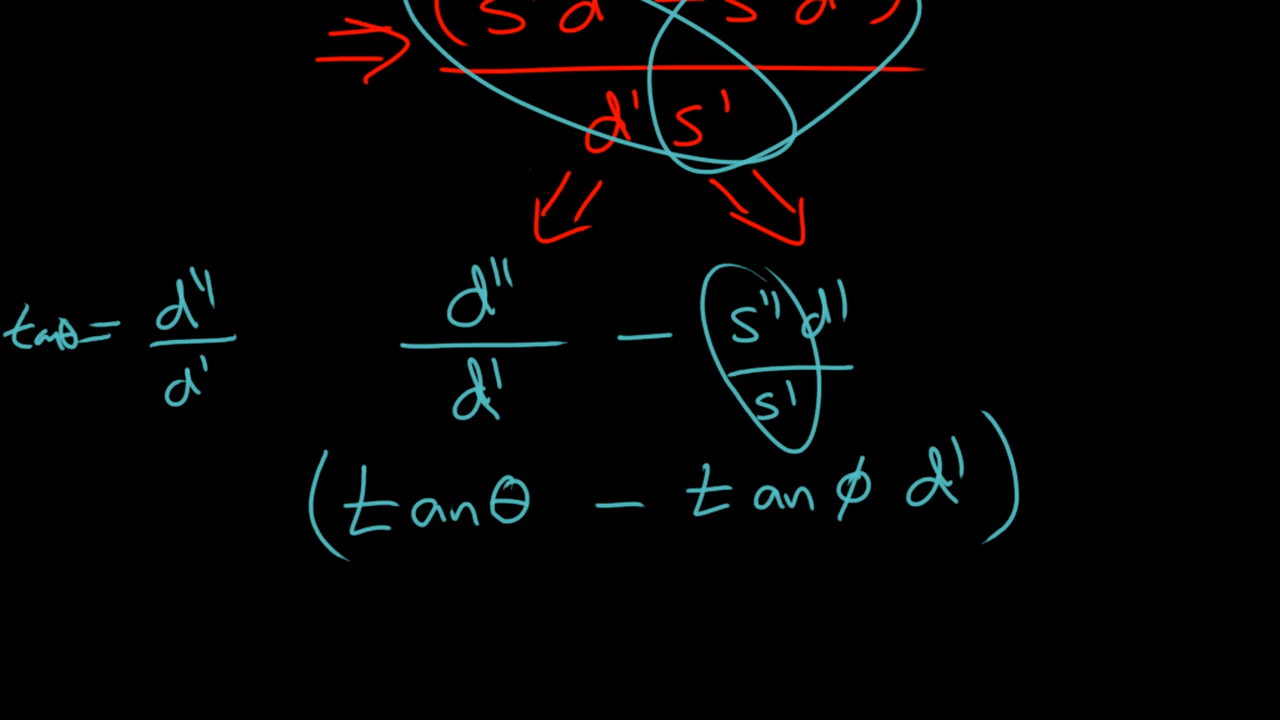 d' s'
tanθ = d''/d' d''/d' − s''d'/s'
(tanθ − tanϕ d')